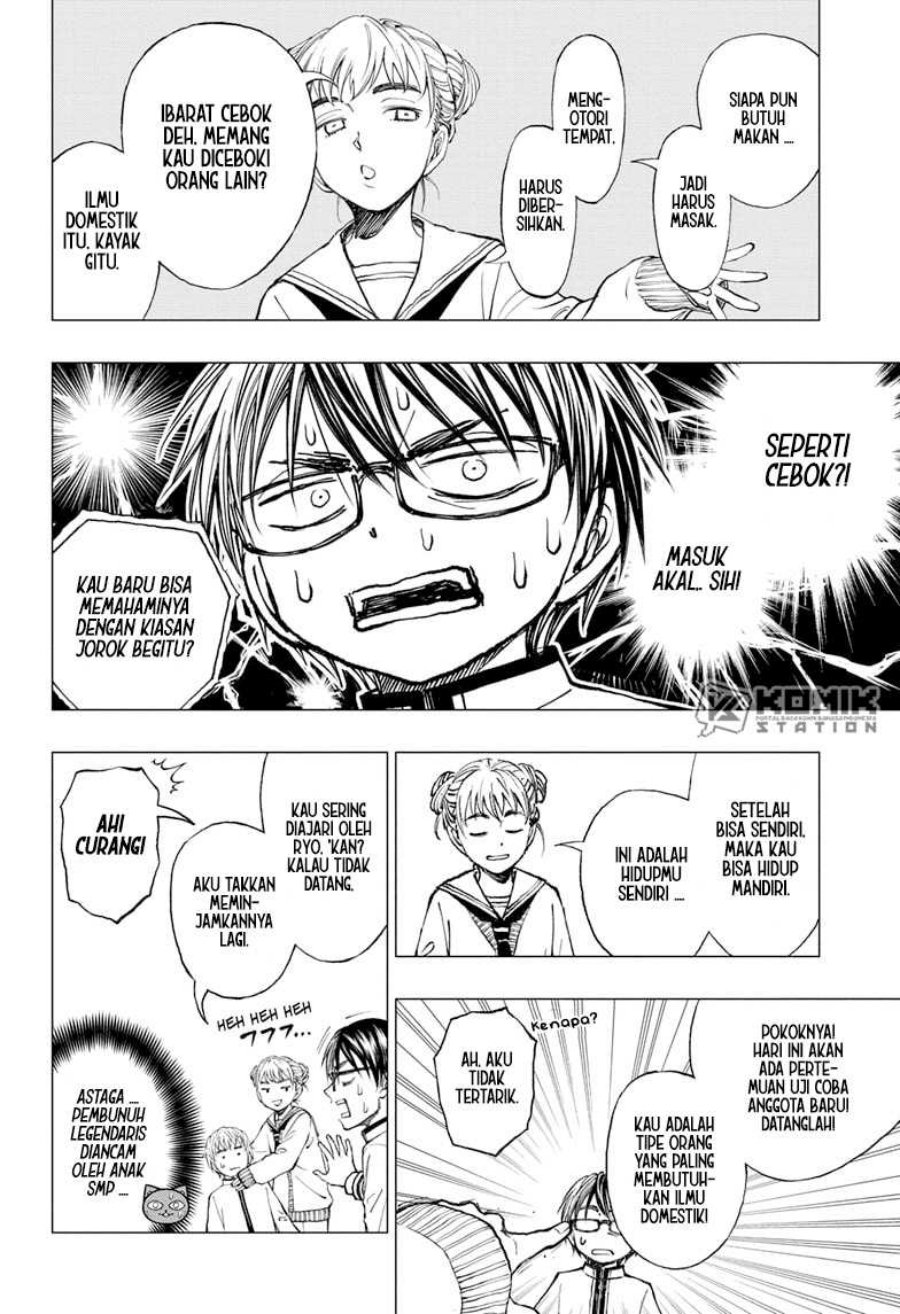 SIAPA PUN
BUTUH
MAKAN ....
JADI
HARUS
MASAK.
MENG-
OTORI
TEMPAT,
HARUS
DIBER-
SIHKAN.
IBARAT CEBOK
DEH, MEMANG
KAU DICEBOKI
ORANG LAIN?
ILMU
DOMESTIK
ITU, KAYAK
GITU.
SEPERTI
CEBOK?!
MASUK
AKAL,. SIH!
KAU BARU BISA
MEMAHAMINYA
DENGAN KIASAN
JOROK BEGITU?
KOMIK
STATION
SETELAH
BISA SENDIRI,
MAKA KAU
BISA HIDUP
MANDIRI.
INI ADALAH
HIDUPMU
SENDIRI ....
POKOKNYA!
HARI INI AKAN
ADA PERTE-
MUAN UJI COBA
ANGGOTA BARU!
DATANGLAH!
KAU ADALAH
TIPE ORANG
YANG PALING
MEMBUTUH-
KAN ILMU
DOMESTIK!
Kenapa?
AH, AKU
TIDAK
TERTARIK.
KAU SERING
DIAJARI OLEH
RYO, 'KAN?
KALAU TIDAK
DATANG,
AKU TAKKAN
MEMIN-
JAMKANNYA
LAGI.
AH!
CURANG!
HEH HEH HEH
フフフ...
ASTAGA ....
PEMBUNUH
LEGENDARIS
DIANCAM
OLEH ANAK
SMP ....